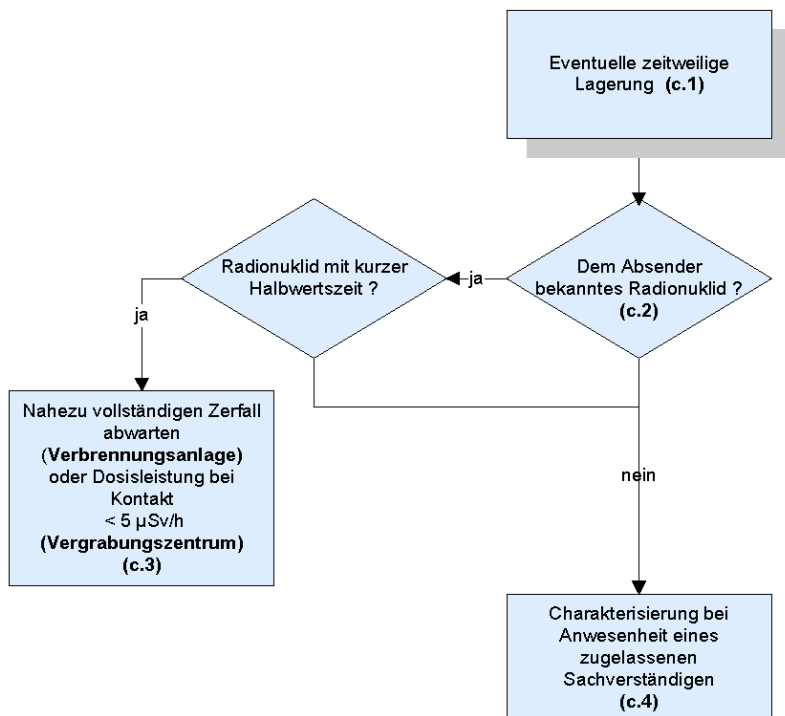 Eventuelle zeitweilige
Lagerung (c.1)
Radionuklid mit kurzer
Halbwertszeit ?
ja
Dem Absender
bekanntes Radionuklid ?
(c.2)
ja
Nahezu vollständigen Zerfall
abwarten
(Verbrennungsanlage)
oder Dosisleistung bei
Kontakt
< 5 µSv/h
(Vergrabungszentrum)
(c.3)
nein
Charakterisierung bei
Anwesenheit eines
zugelassenen
Sachverständigen
(c.4)